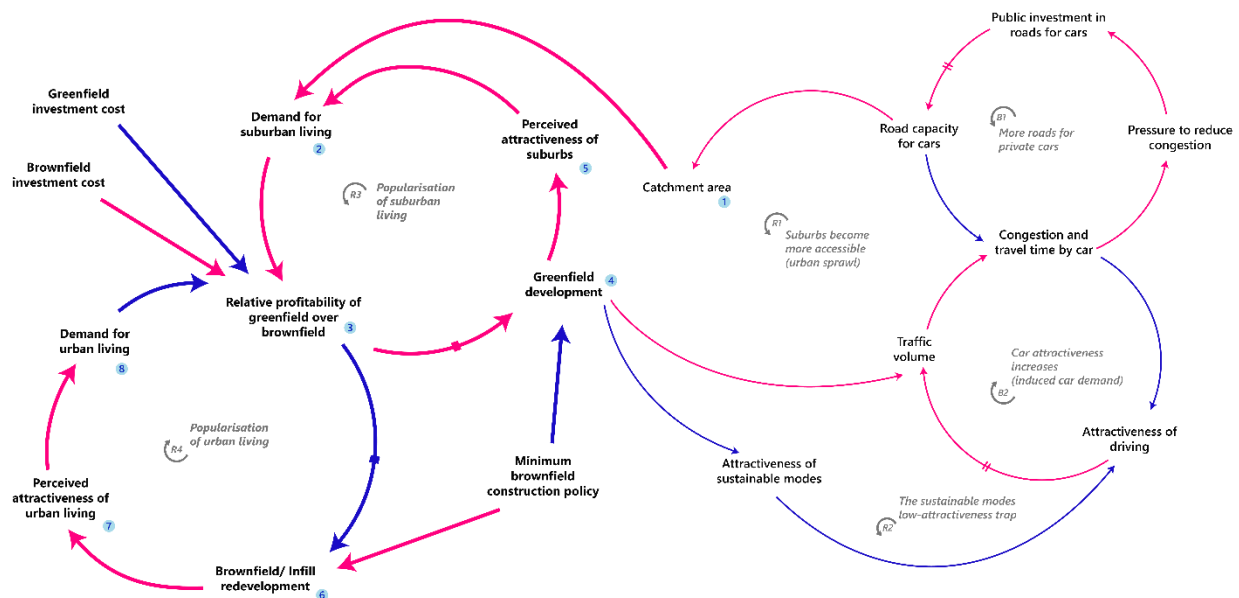 Public investment in
roads for cars
Greenfield
investment cost
Demand for
suburban living
2
Perceived
attractiveness of
suburbs
5
Road capacity
for cars
B1
More roads for
private cars
Pressure to reduce
congestion
Brownfield
investment cost
R3
Popularisation
of suburban
living
Catchment area
1
R1
Suburbs become
more accessible
(urban sprawl)
Congestion and
travel time by car
Relative profitability of
greenfield over
brownfield
3
Greenfield
development
4
Demand for
urban living
8
Traffic
volume
Car attractiveness
increases
(induced car demand)
B2
R4
Popularisation
of urban living
Attractiveness of
driving
Minimum
brownfield
construction policy
Attractiveness of
sustainable modes
Perceived
attractiveness of
urban living
7
The sustainable modes
low-attractiveness trap
R2
Brownfield/ Infill
redevelopment
6